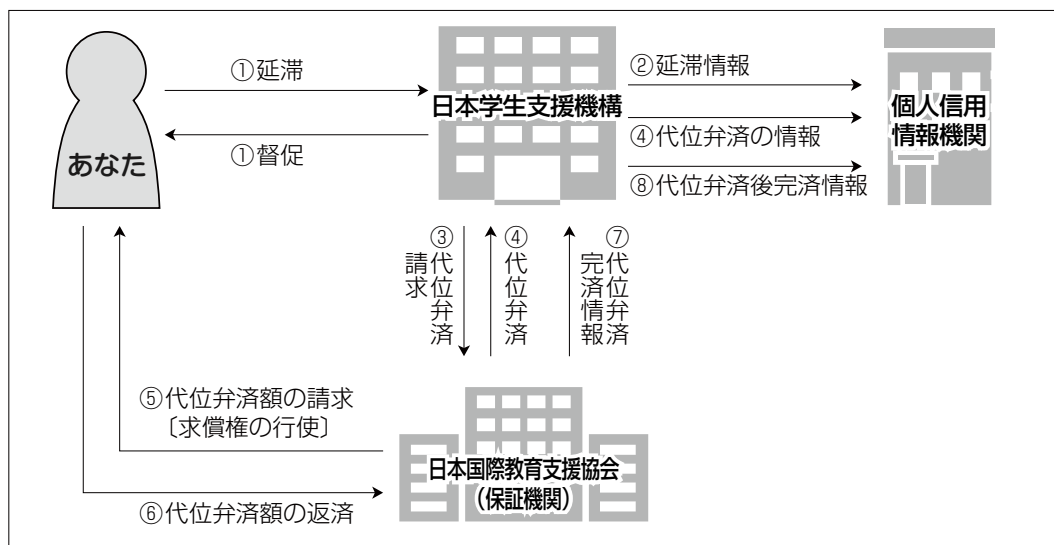 ①延滞
①督促
あなた
日本学生支援機構
②延滞情報
④代位弁済の情報
⑧代位弁済後完済情報
個人信用
情報機関
③代位弁済
請求
④代位弁済
⑦代位弁済
完済情報
⑤代位弁済額の請求
〔求償権の行使〕
⑥代位弁済額の返済
日本国際教育支援協会
（保証機関）